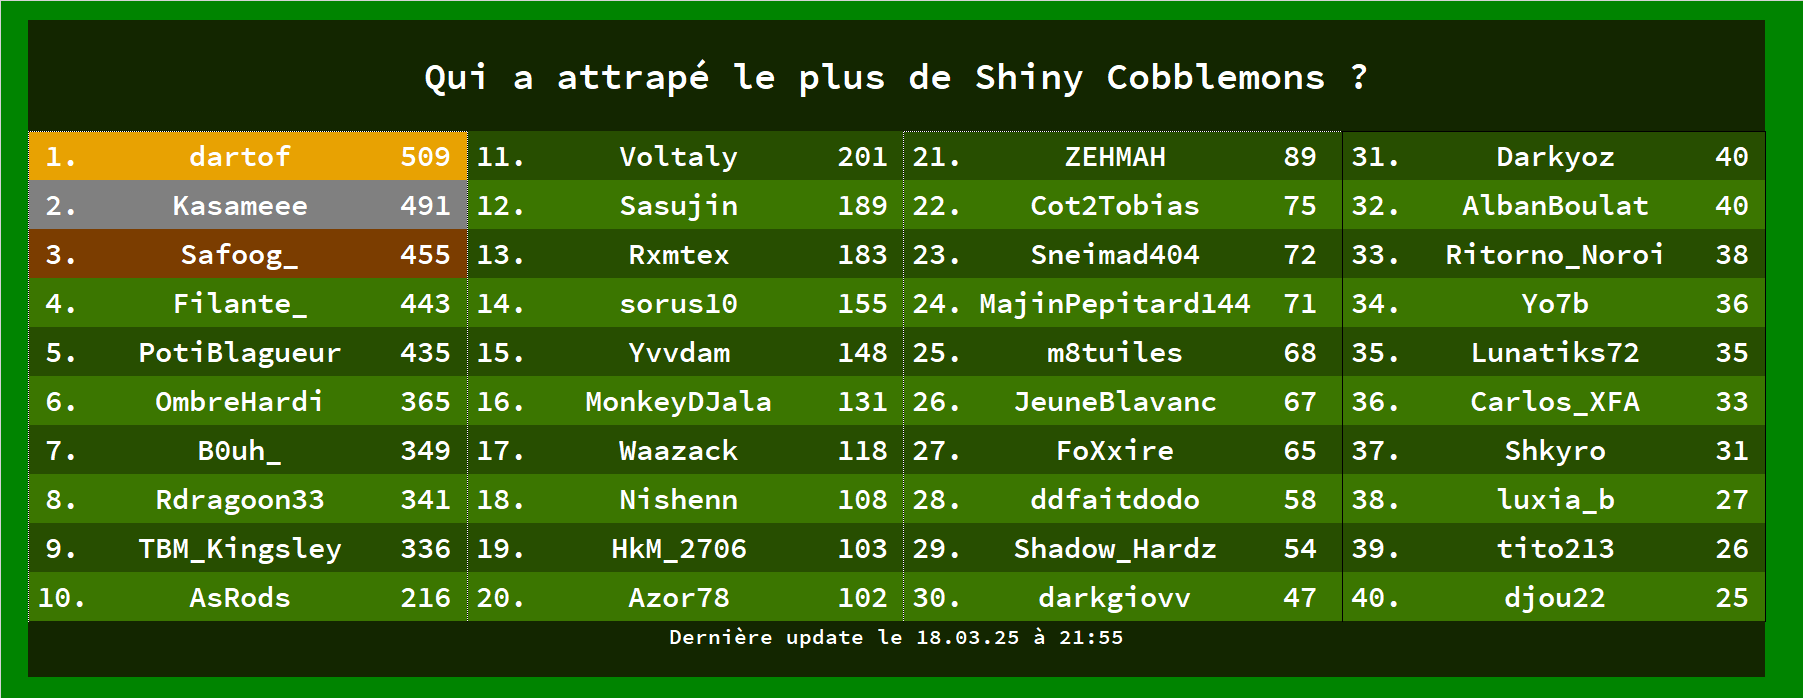 Qui a attrapé le plus de Shiny Cobblemons ?
1. dartof 509 11. Voltaly 201 21. ZEHMAH 89 31. Darkyoz 40
2. Kasameee 491 12. Sasujin 189 22. Cot2Tobias 75 32. AlbanBoulat 40
3. Safoog_ 455 13. Rxmtex 183 23. Sneimad404 72 33. Ritorno_Noroi 38
4. Filante_ 443 14. sorus10 155 24. MajinPepitard144 71 34. Yo7b 36
5. PotiBlagueur 435 15. Yvvdam 148 25. m8tuiles 68 35. Lunatiks72 35
6. OmbreHardi 365 16. MonkeyDJala 131 26. JeuneBlavanc 67 36. Carlos_XFA 33
7. B0uh_ 349 17. Waazack 118 27. FoXxire 65 37. Shkyro 31
8. Rdragoon33 341 18. Nishenn 108 28. ddfaitdodo 58 38. luxia_b 27
9. TBM_Kingsley 336 19. HkM_2706 103 29. Shadow_Hardz 54 39. tito213 26
10. AsRods 216 20. Azor78 102 30. darkgiovv 47 40. djou22 25
Dernière update le 18.03.25 à 21:55